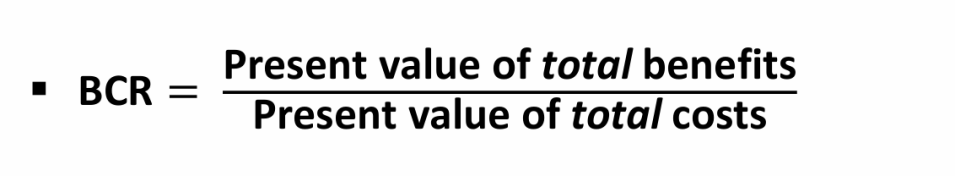 ▪ BCR = Present value of total benefits
Present value of total costs